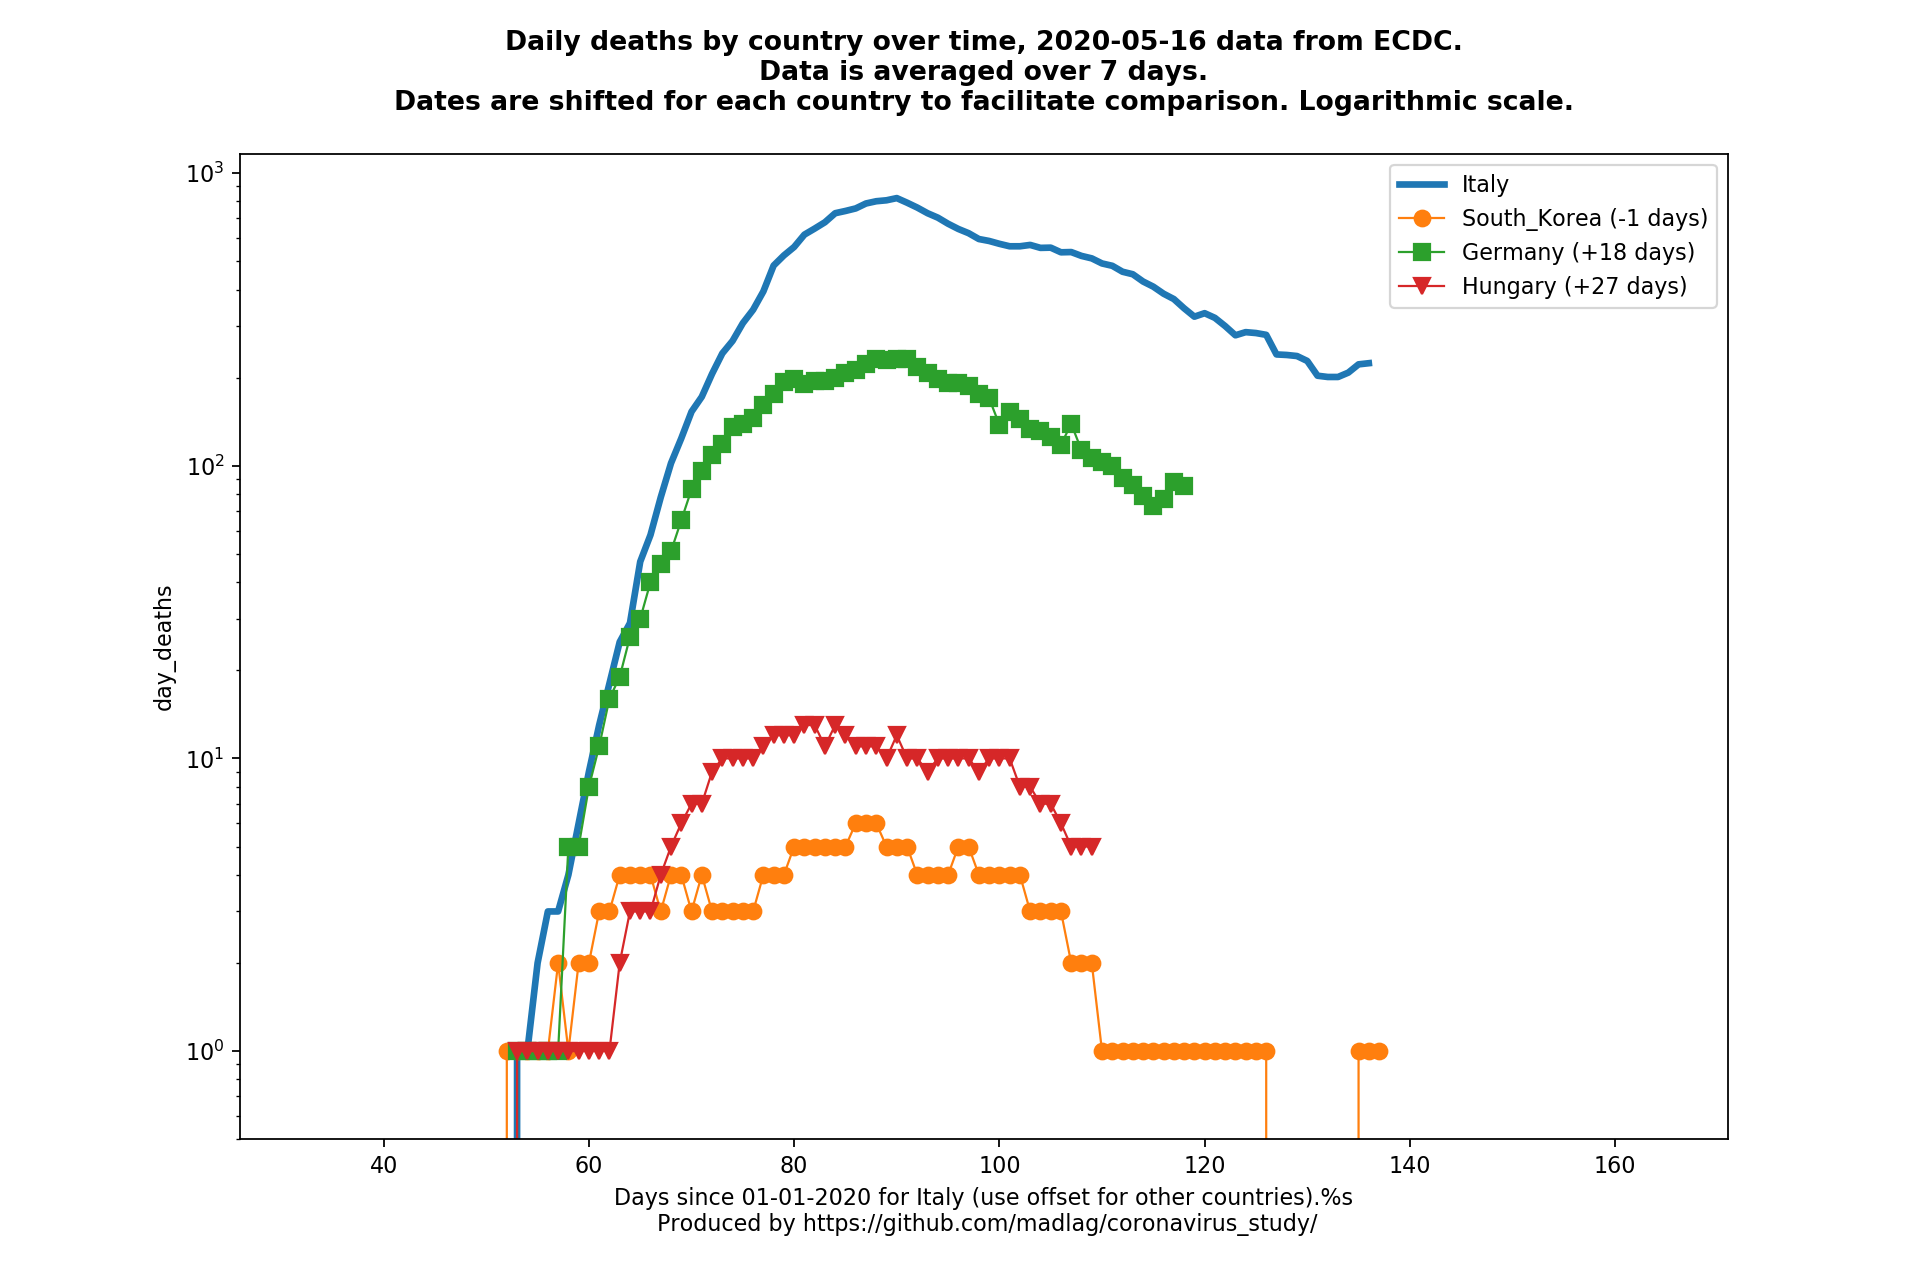 Daily deaths by country over time, 2020-05-16 data from ECDC.
Data is averaged over 7 days.
Dates are shifted for each country to facilitate comparison. Logarithmic scale.
10³
10²
10¹
10⁰
day_deaths
Italy
South_Korea (-1 days)
Germany (+18 days)
Hungary (+27 days)
40 60 80 100 120 140 160
Days since 01-01-2020 for Italy (use offset for other countries).%s
Produced by https://github.com/madlag/coronavirus_study/